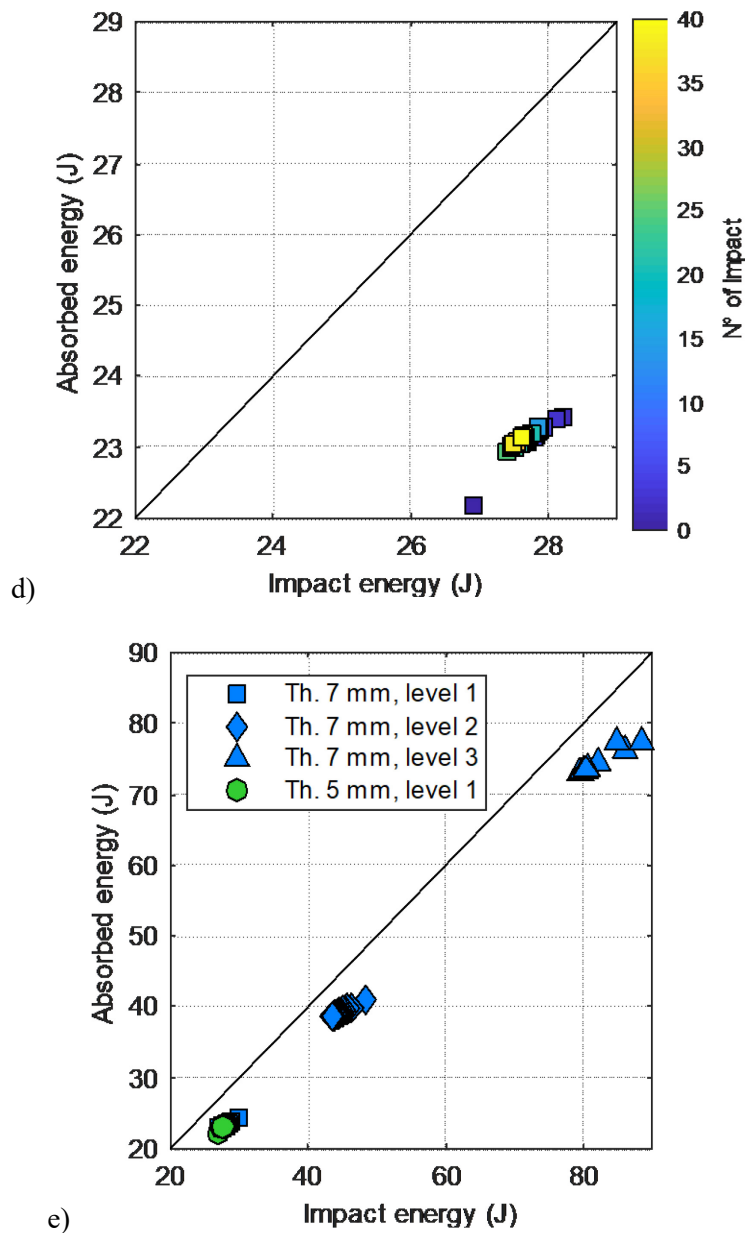 29
28
27
26
25
24
23
22
22 24 26 28
Absorbed energy (J)
Impact energy (J)
40
35
30
25
20
15
10
5
0
N° of Impact
d)
90
80
70
60
50
40
30
20
20 40 60 80
Absorbed energy (J)
Impact energy (J)
Th. 7 mm, level 1
Th. 7 mm, level 2
Th. 7 mm, level 3
Th. 5 mm, level 1
e)